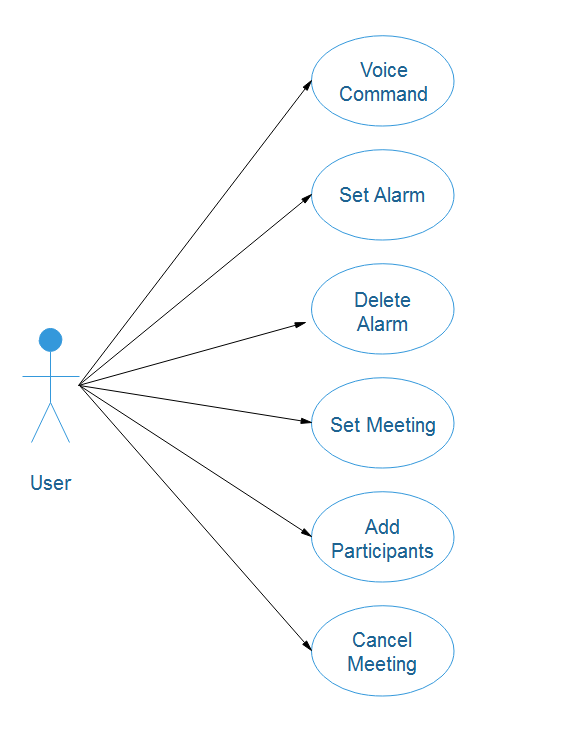 Voice
Command
Set Alarm
Delete
Alarm
Set Meeting
User
Add
Participants
Cancel
Meeting